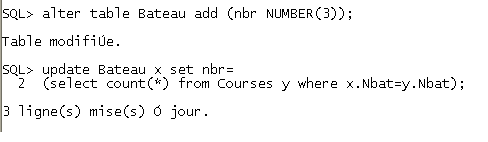 SQL> alter table Bateau add (nbr NUMBER(3));
Table modifiÚe.
SQL> update Bateau x set nbr=
2 (select count(*) from Courses y where x.Nbat=y.Nbat);
3 ligne(s) mise(s) Ó jour.